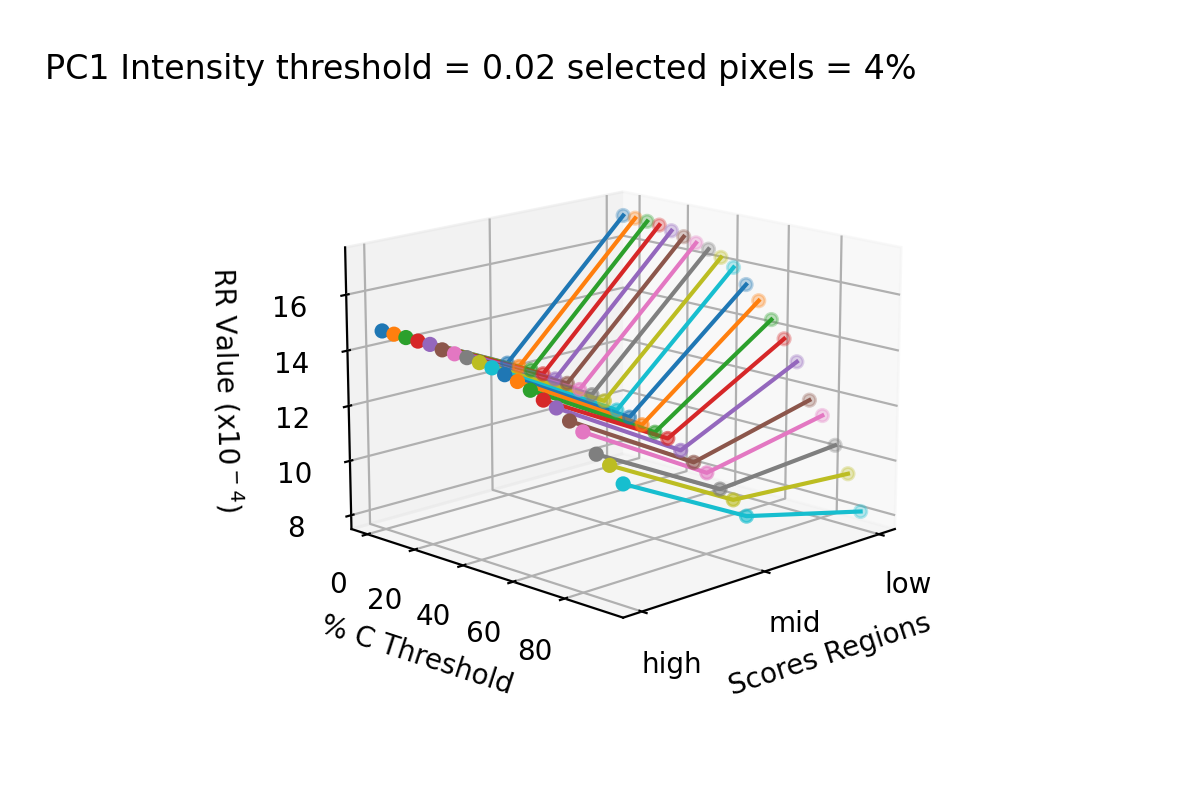 PC1 Intensity threshold = 0.02 selected pixels = 4%
RR Value (x10⁻⁴)
16
14
12
10
8
0
20
40
60
80
% C Threshold
high
mid
low
Scores Regions